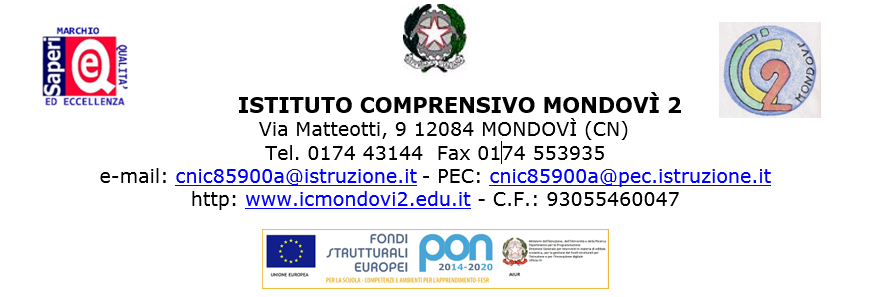 MARCHIO
Saperi
QUALITA'
ED ECCELLENZA
IC2
MONDOVÌ
ISTITUTO COMPRENSIVO MONDOVÌ 2
Via Matteotti, 9 12084 MONDOVÌ (CN)
Tel. 0174 43144 Fax 0174 553935
e-mail: cnic85900a@istruzione.it - PEC: cnic85900a@pec.istruzione.it
http: www.icmondovi2.edu.it - C.F.: 93055460047
UNIONE EUROPEA
FONDI
STRUTTURALI
EUROPEI
pon
2014-2020
MIUR
PER LA SCUOLA - COMPETENZE E AMBIENTI PER L'APPRENDIMENTO-FESR